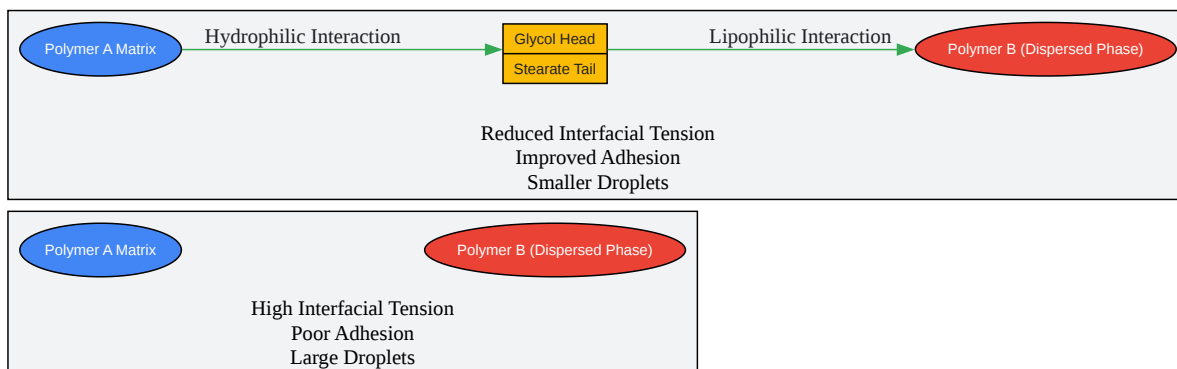 Polymer A Matrix
Hydrophilic Interaction
Glycol Head
Stearate Tail
Lipophilic Interaction
Polymer B (Dispersed Phase)
Reduced Interfacial Tension
Improved Adhesion
Smaller Droplets
Polymer A Matrix
Polymer B (Dispersed Phase)
High Interfacial Tension
Poor Adhesion
Large Droplets